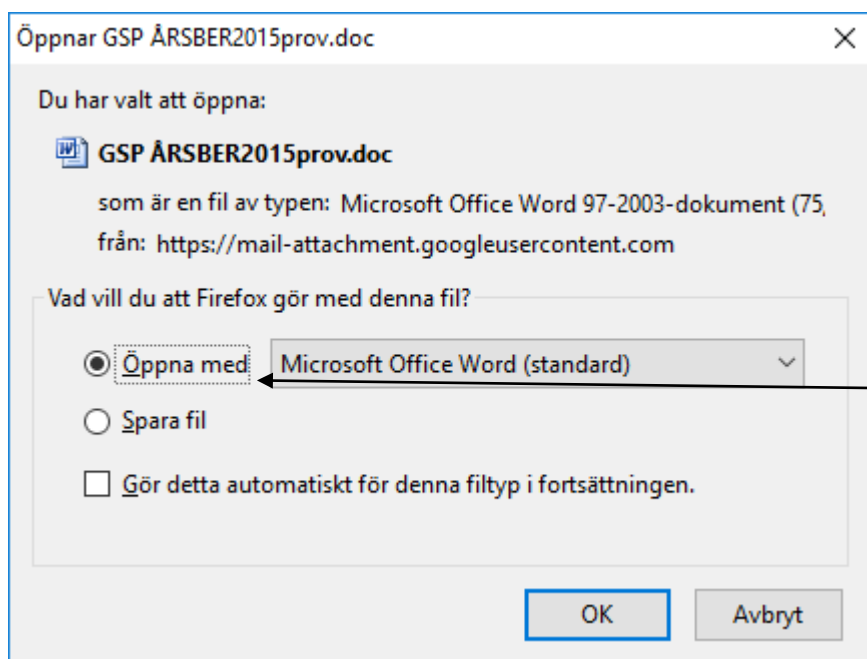 Öppnar GSP ÅRSBER2015prov.doc
Du har valt att öppna:
GSP ÅRSBER2015prov.doc
som är en fil av typen: Microsoft Office Word 97-2003-dokument (75,
från: https://mail-attachment.googleusercontent.com
Vad vill du att Firefox gör med denna fil?
Öppna med Microsoft Office Word (standard)
Spara fil
Gör detta automatiskt för denna filtyp i fortsättningen.
OK Avbryt